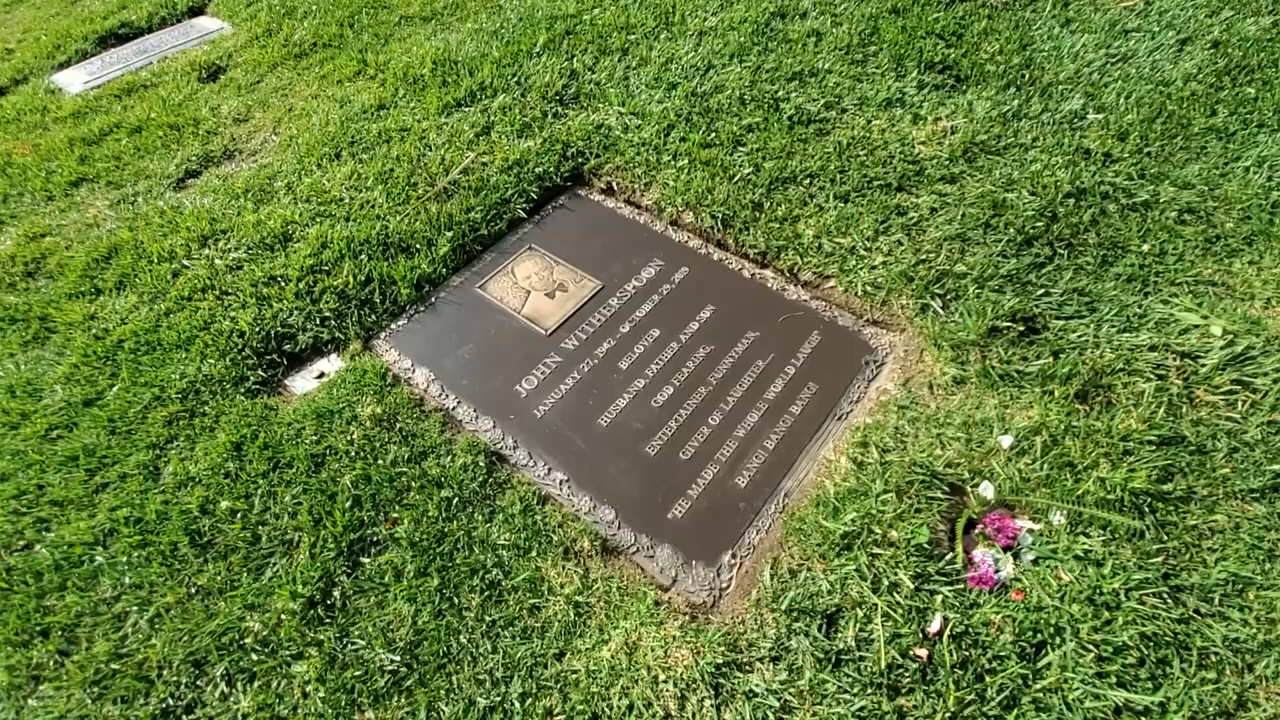 JOHN WITHERSPOON
JANUARY 27, 1942 OCTOBER 29, 2019
BELOVED
HUSBAND, FATHER AND SON
GOD FEARING
ENTERTAINER, FUNNYMAN,
GIVER OF LAUGHTER...
"HE MADE THE WHOLE WORLD LAUGH"
BANG! BANG! BANG!